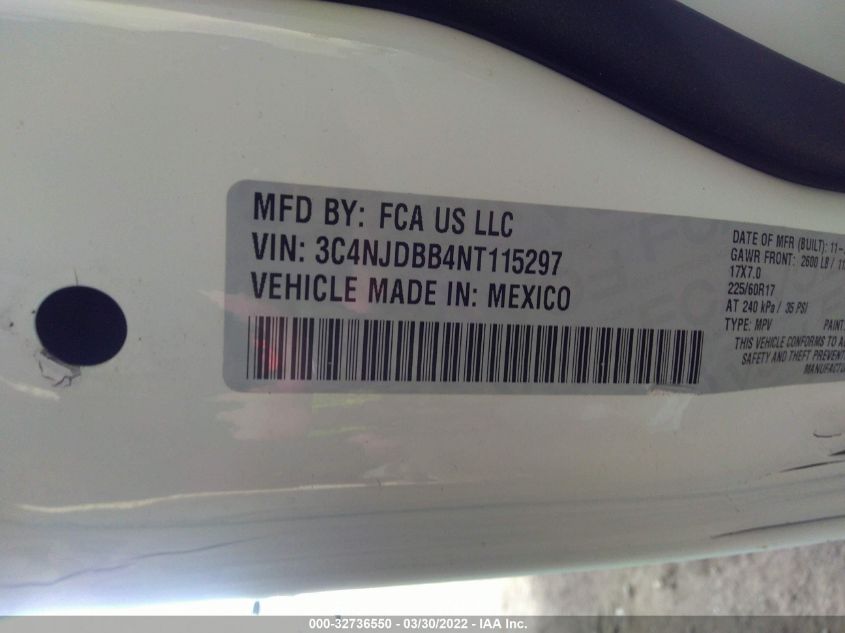 MFD BY: FCA US LLC
VIN: 3C4NJDBB4NT115297
VEHICLE MADE IN: MEXICO
DATE OF MFR (BUILT): 11-
GAWR FRONT: 2600 LB /
17X7.0
225/60R17
AT 240 kPa / 35 PSI
TYPE: MPV PAINT:
THIS VEHICLE CONFORMS TO
SAFETY AND THEFT
000-32736550 — 03/30/2022 — IAA Inc.